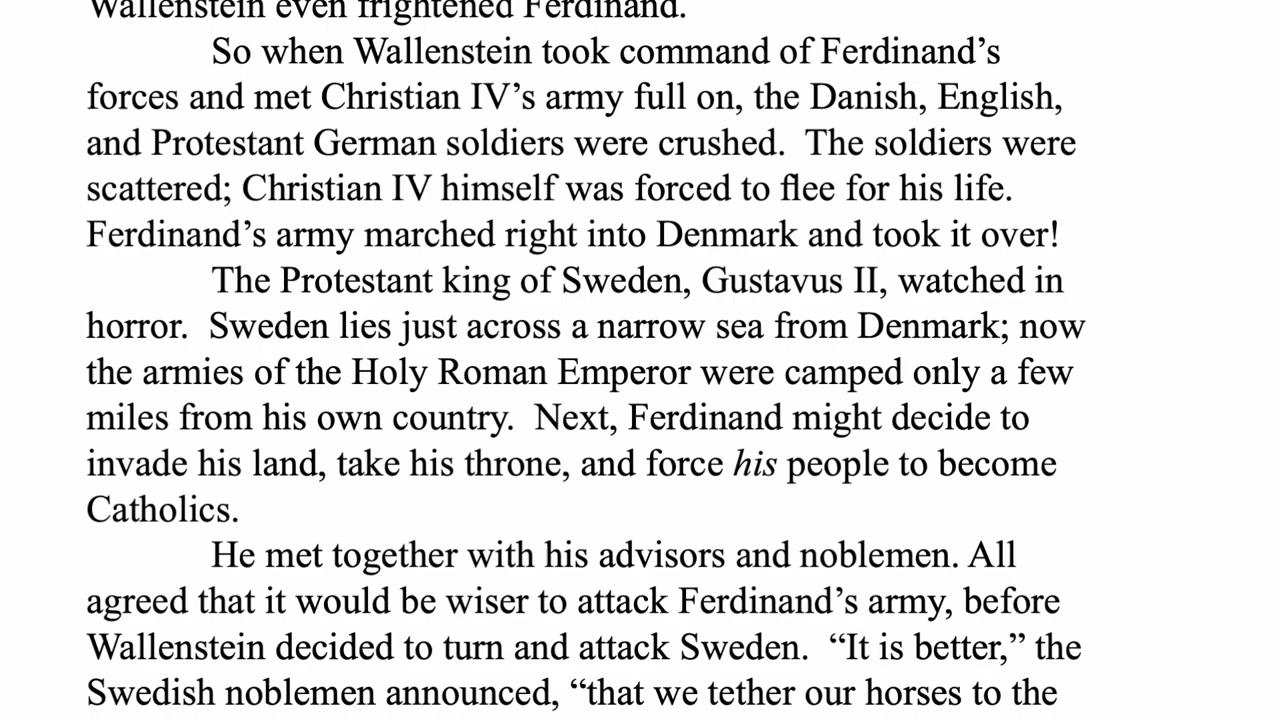 Wallenstein even frightened Ferdinand.
So when Wallenstein took command of Ferdinand’s
forces and met Christian IV’s army full on, the Danish, English,
and Protestant German soldiers were crushed.  The soldiers were
scattered; Christian IV himself was forced to flee for his life.
Ferdinand’s army marched right into Denmark and took it over!
The Protestant king of Sweden, Gustavus II, watched in
horror.  Sweden lies just across a narrow sea from Denmark; now
the armies of the Holy Roman Emperor were camped only a few
miles from his own country.  Next, Ferdinand might decide to
invade his land, take his throne, and force his people to become
Catholics.
He met together with his advisors and noblemen. All
agreed that it would be wiser to attack Ferdinand’s army, before
Wallenstein decided to turn and attack Sweden.  “It is better,” the
Swedish noblemen announced, “that we tether our horses to the